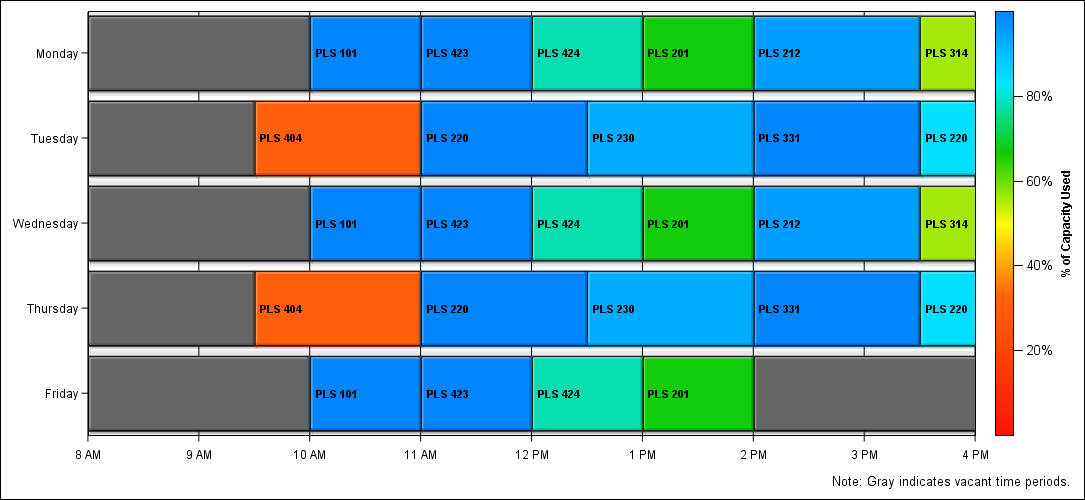 Monday
PLS 101
PLS 423
PLS 424
PLS 201
PLS 212
PLS 314
Tuesday
PLS 404
PLS 220
PLS 230
PLS 331
PLS 220
Wednesday
PLS 101
PLS 423
PLS 424
PLS 201
PLS 212
PLS 314
Thursday
PLS 404
PLS 220
PLS 230
PLS 331
PLS 220
Friday
PLS 101
PLS 423
PLS 424
PLS 201
8 AM
9 AM
10 AM
11 AM
12 PM
1 PM
2 PM
3 PM
4 PM
80%
60%
40%
20%
% of Capacity Used
Note: Gray indicates vacant time periods.